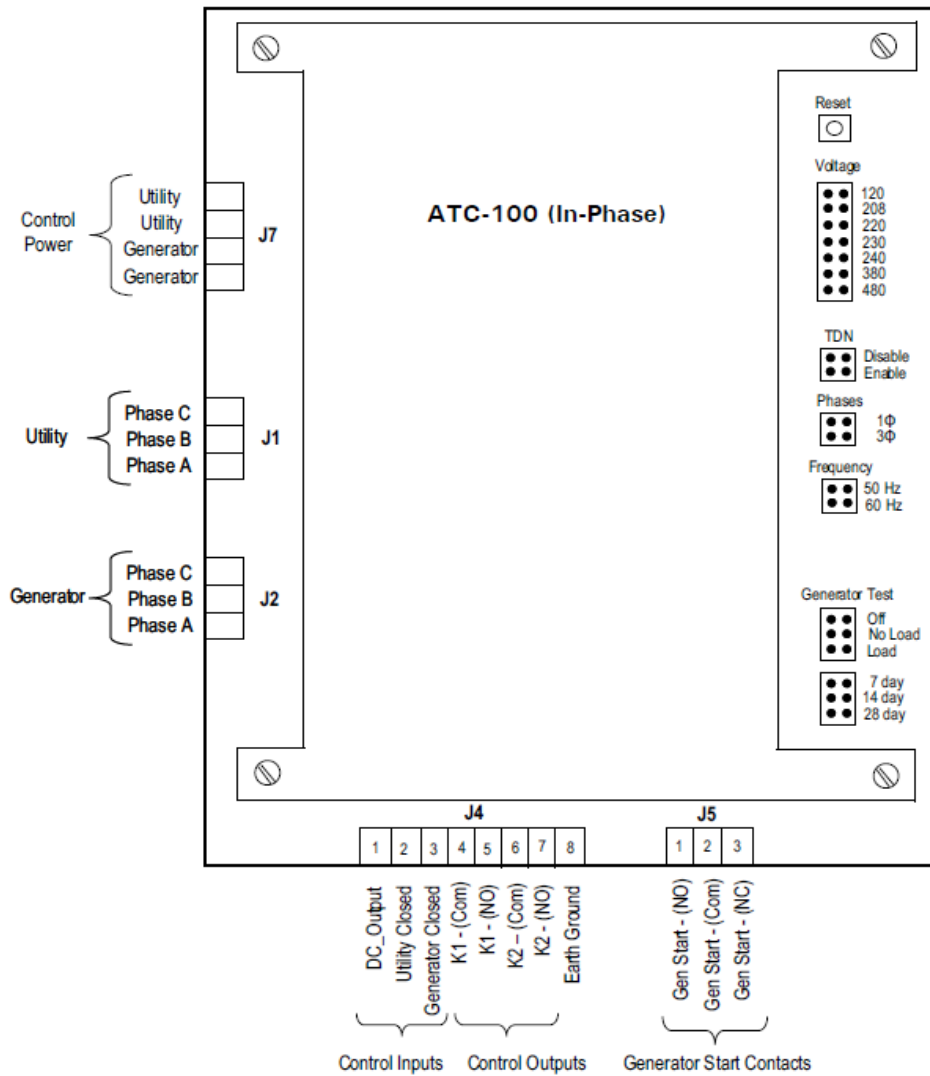 ATC-100 (In-Phase)
Control
Power
Utility
Utility
Generator
Generator
J7
Utility
Phase C
Phase B
Phase A
J1
Generator
Phase C
Phase B
Phase A
J2
Reset
Voltage
120
208
220
230
240
380
480
TDN
Disable
Enable
Phases
1Φ
3Φ
Frequency
50 Hz
60 Hz
Generator Test
Off
No Load
Load
7 day
14 day
28 day
J4
1 2 3 4 5 6 7 8
DC_Output
Utility Closed
Generator Closed
K1 - (Com)
K1 - (NO)
K2 – (Com)
K2 - (NO)
Earth Ground
Control Inputs
Control Outputs
J5
1 2 3
Gen Start - (NO)
Gen Start - (Com)
Gen Start - (NC)
Generator Start Contacts